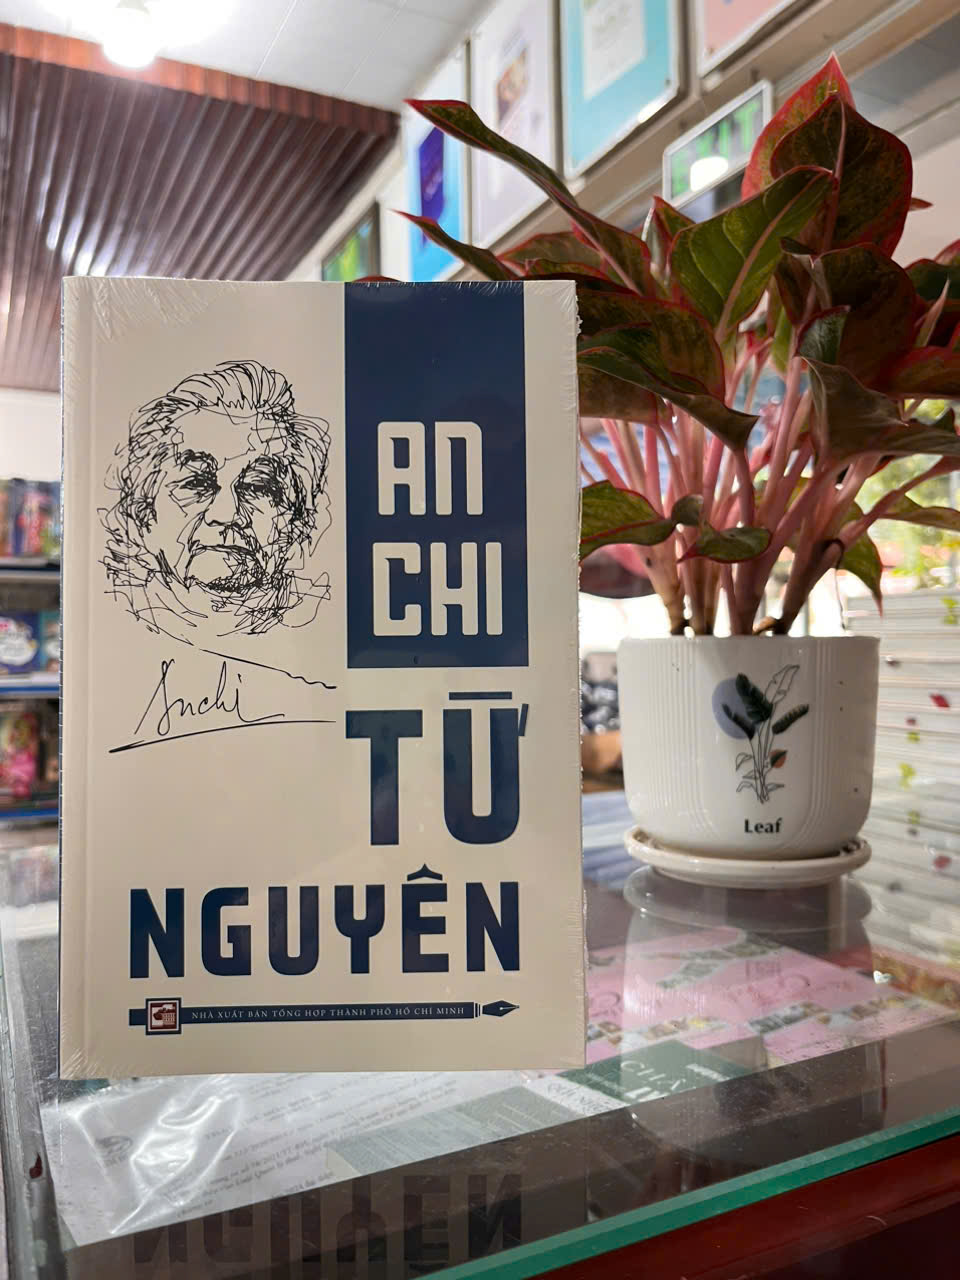 AN
CHI
Anchi
TỪ
NGUYÊN
NHÀ XUẤT BẢN TỔNG HỢP THÀNH PHỐ HỒ CHÍ MINH
Leaf